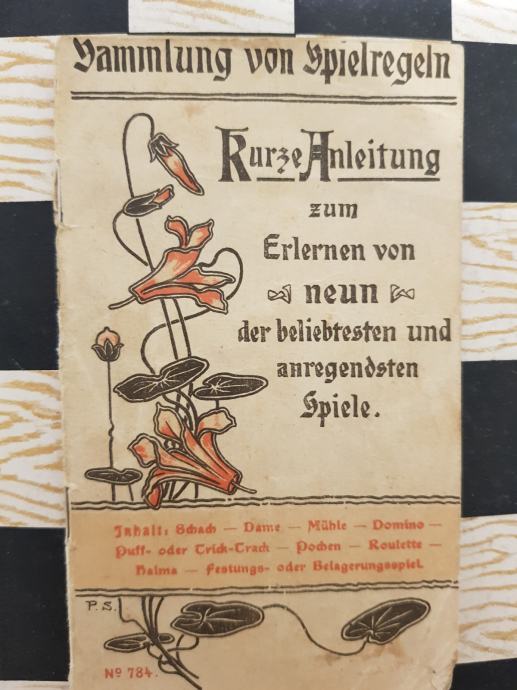 Sammlung von Spielregeln
Kurze Anleitung
zum
Erlernen von
neun
der beliebtesten und
anregendsten
Spiele.
Inhalt: Schach — Dame — Mühle — Domino —
Puff- oder Trick-Track — Pochen — Roulette —
Halma — Festungs- oder Belagerungsspiel.
P. S.
Nº 784.